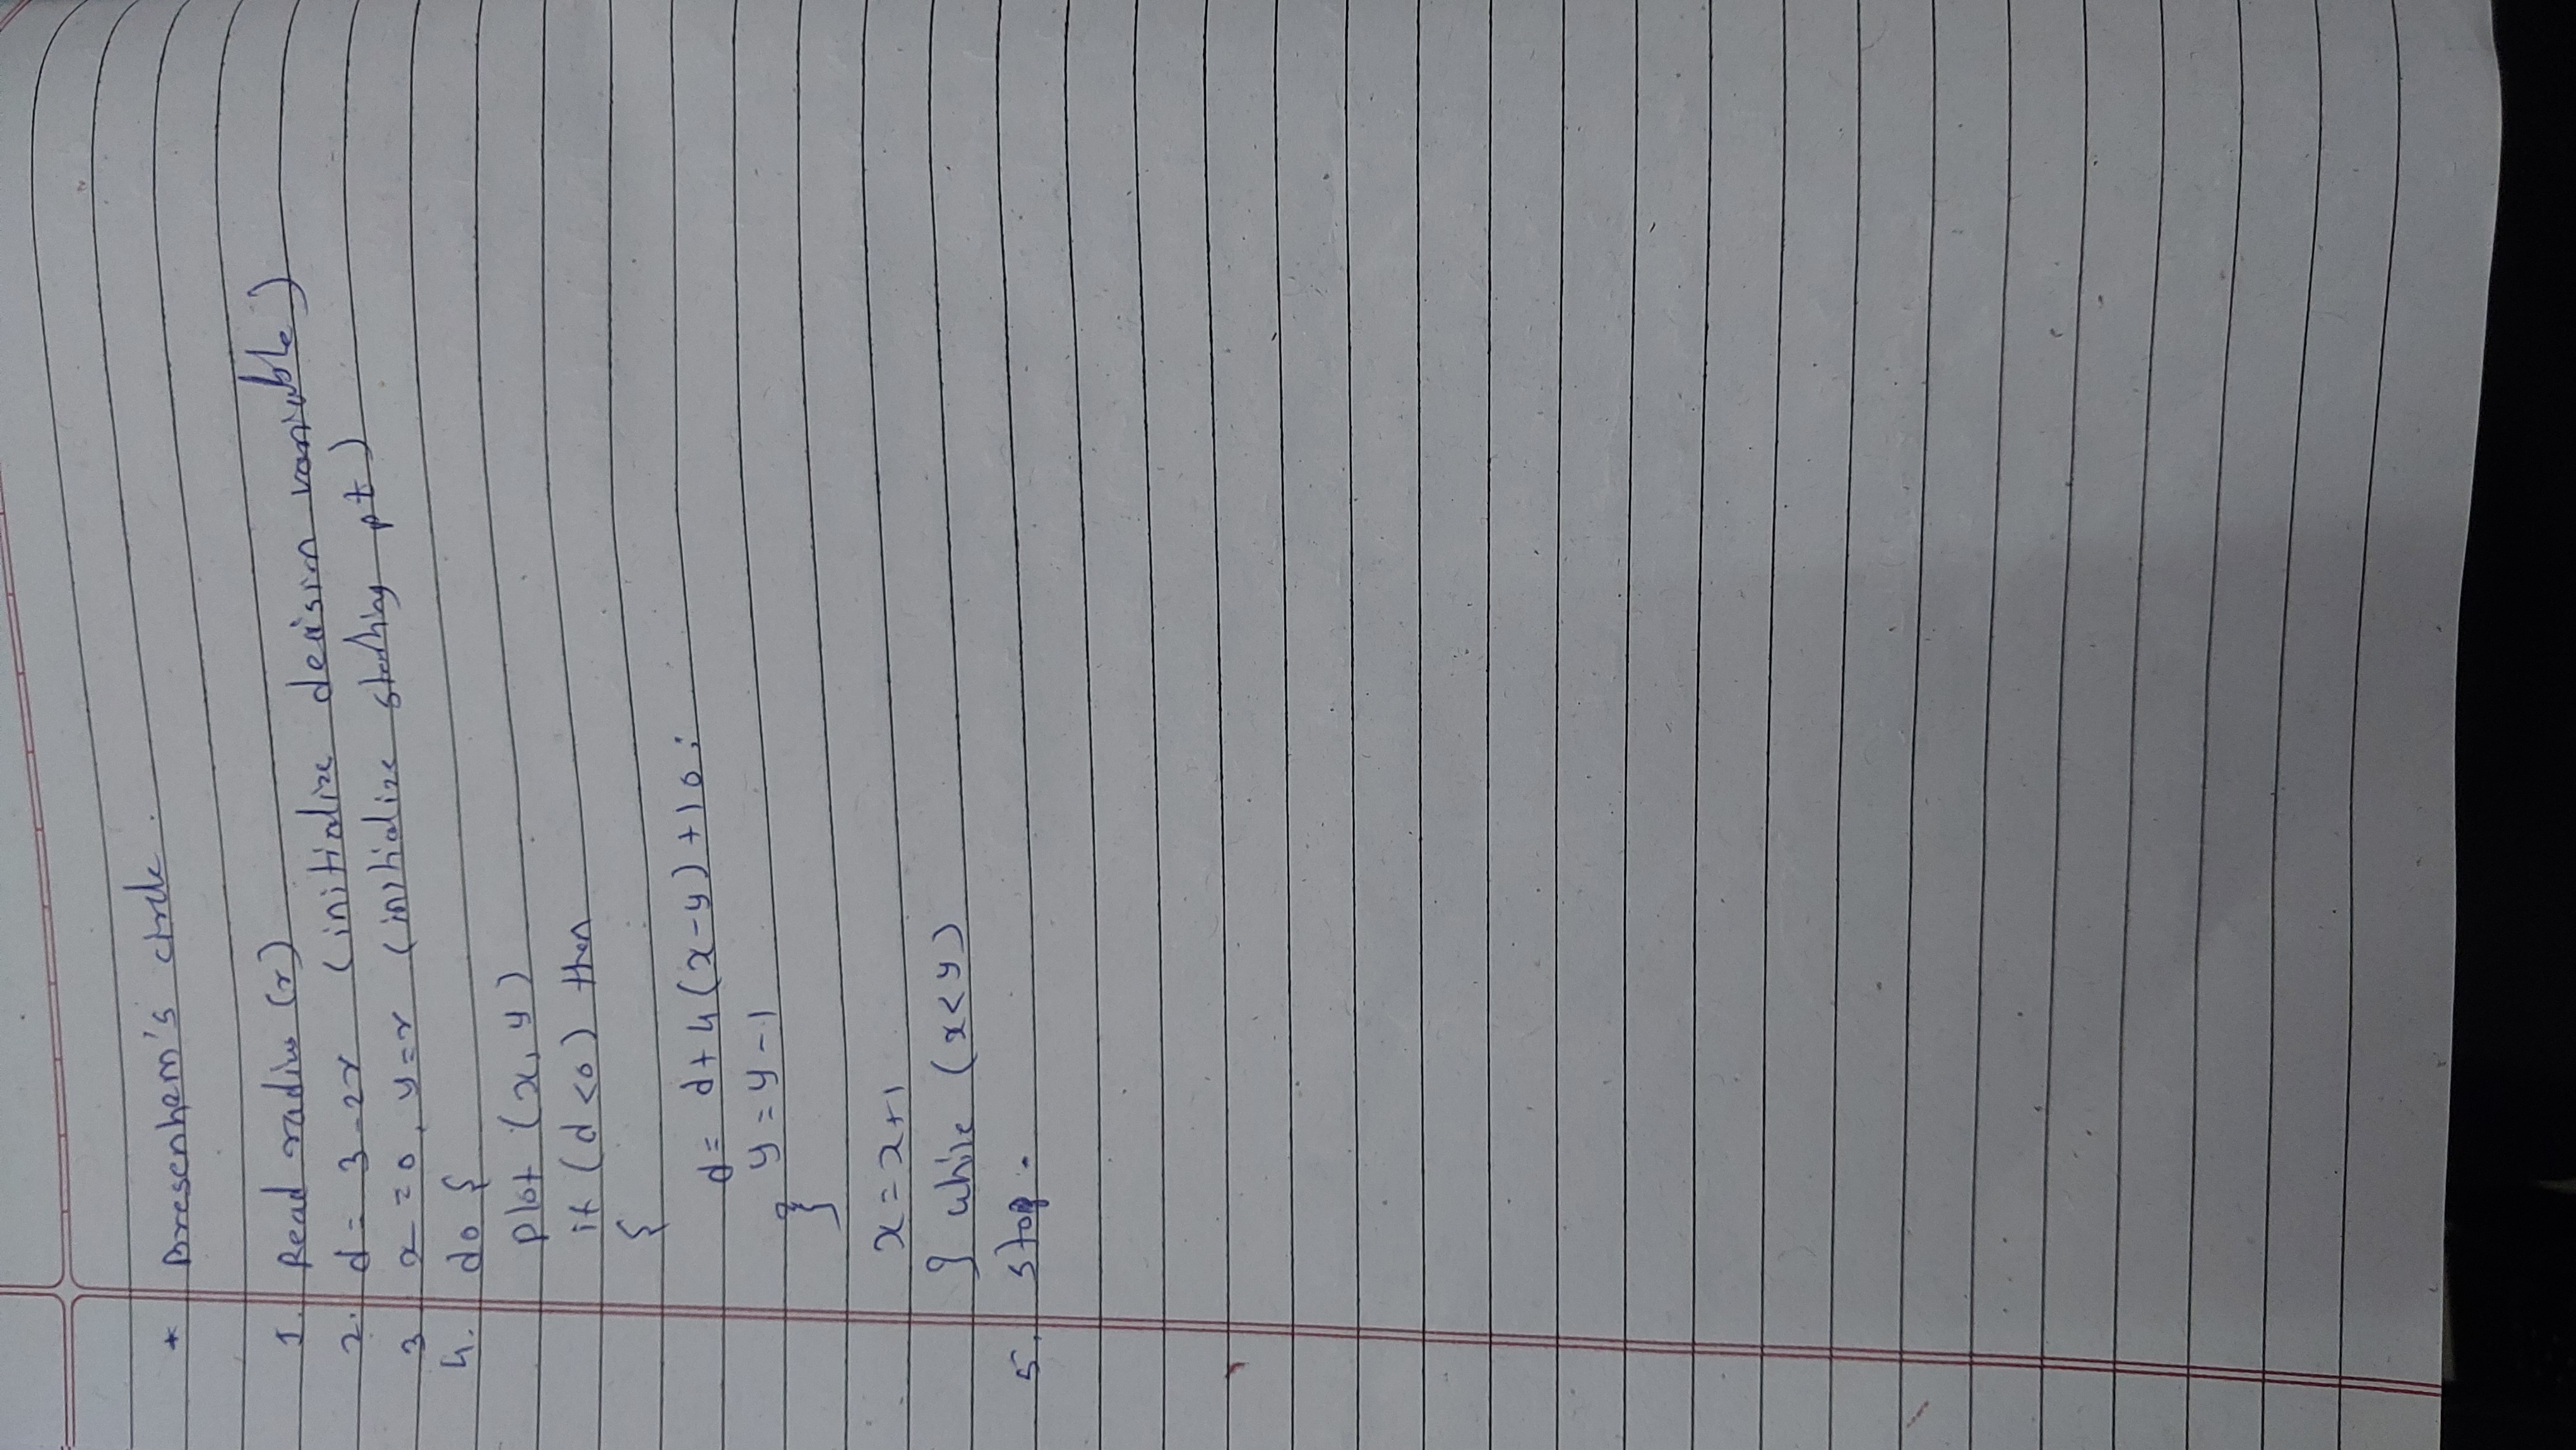 * Bresenham's circle.
1. Read radius (r)
2. d = 3 - 2r (initialize decision variable)
3 x = 0, y = r (initialize starting pt)
4. do {
plot (x, y)
if (d < 0) then
{
d = d + 4 (x - y) + 10;
y = y - 1
}
x = x + 1
} while (x < y)
5. stop.